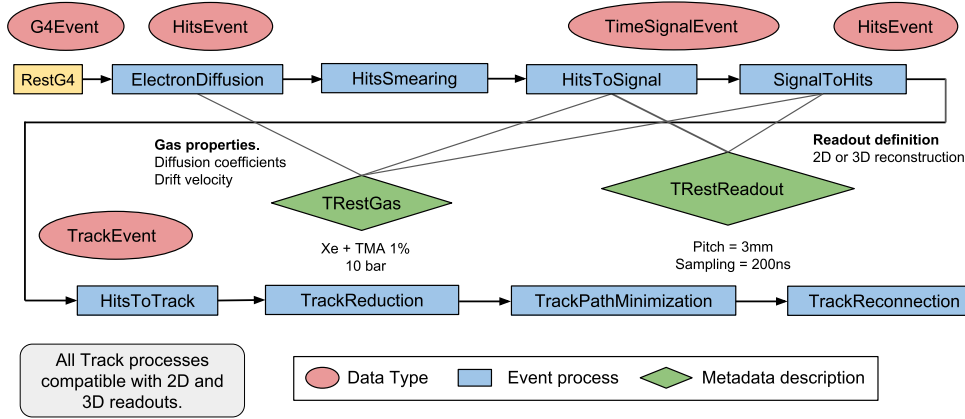 G4Event
HitsEvent
TimeSignalEvent
HitsEvent
RestG4
ElectronDiffusion
HitsSmearing
HitsToSignal
SignalToHits
Gas properties.
Diffusion coefficients
Drift velocity
Readout definition
2D or 3D reconstruction
TRestGas
TRestReadout
TrackEvent
Xe + TMA 1%
10 bar
Pitch = 3mm
Sampling = 200ns
HitsToTrack
TrackReduction
TrackPathMinimization
TrackReconnection
All Track processes
compatible with 2D and
3D readouts.
Data Type
Event process
Metadata description